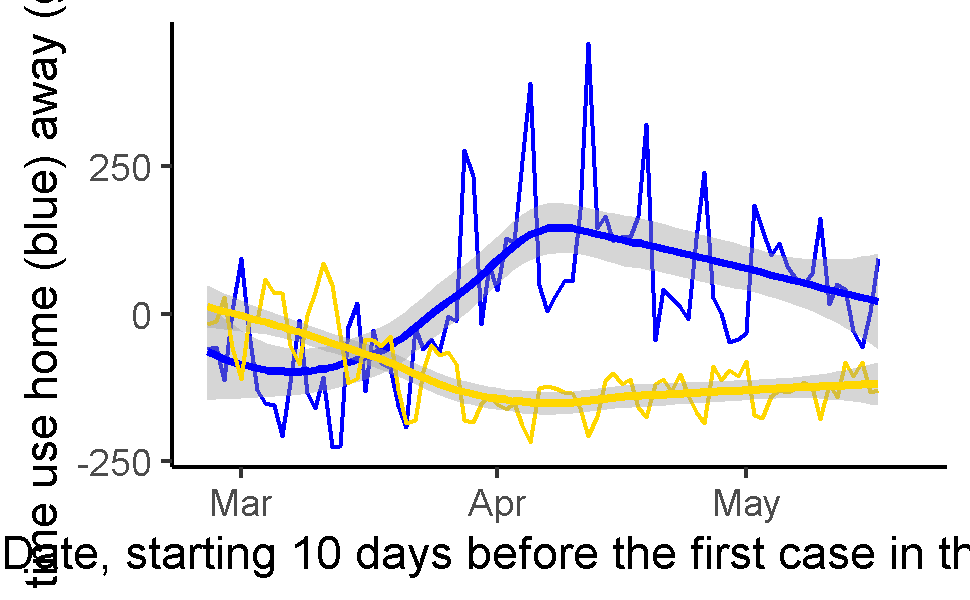 time use home (blue) away (
250
0
-250
Mar Apr May
Date, starting 10 days before the first case in th